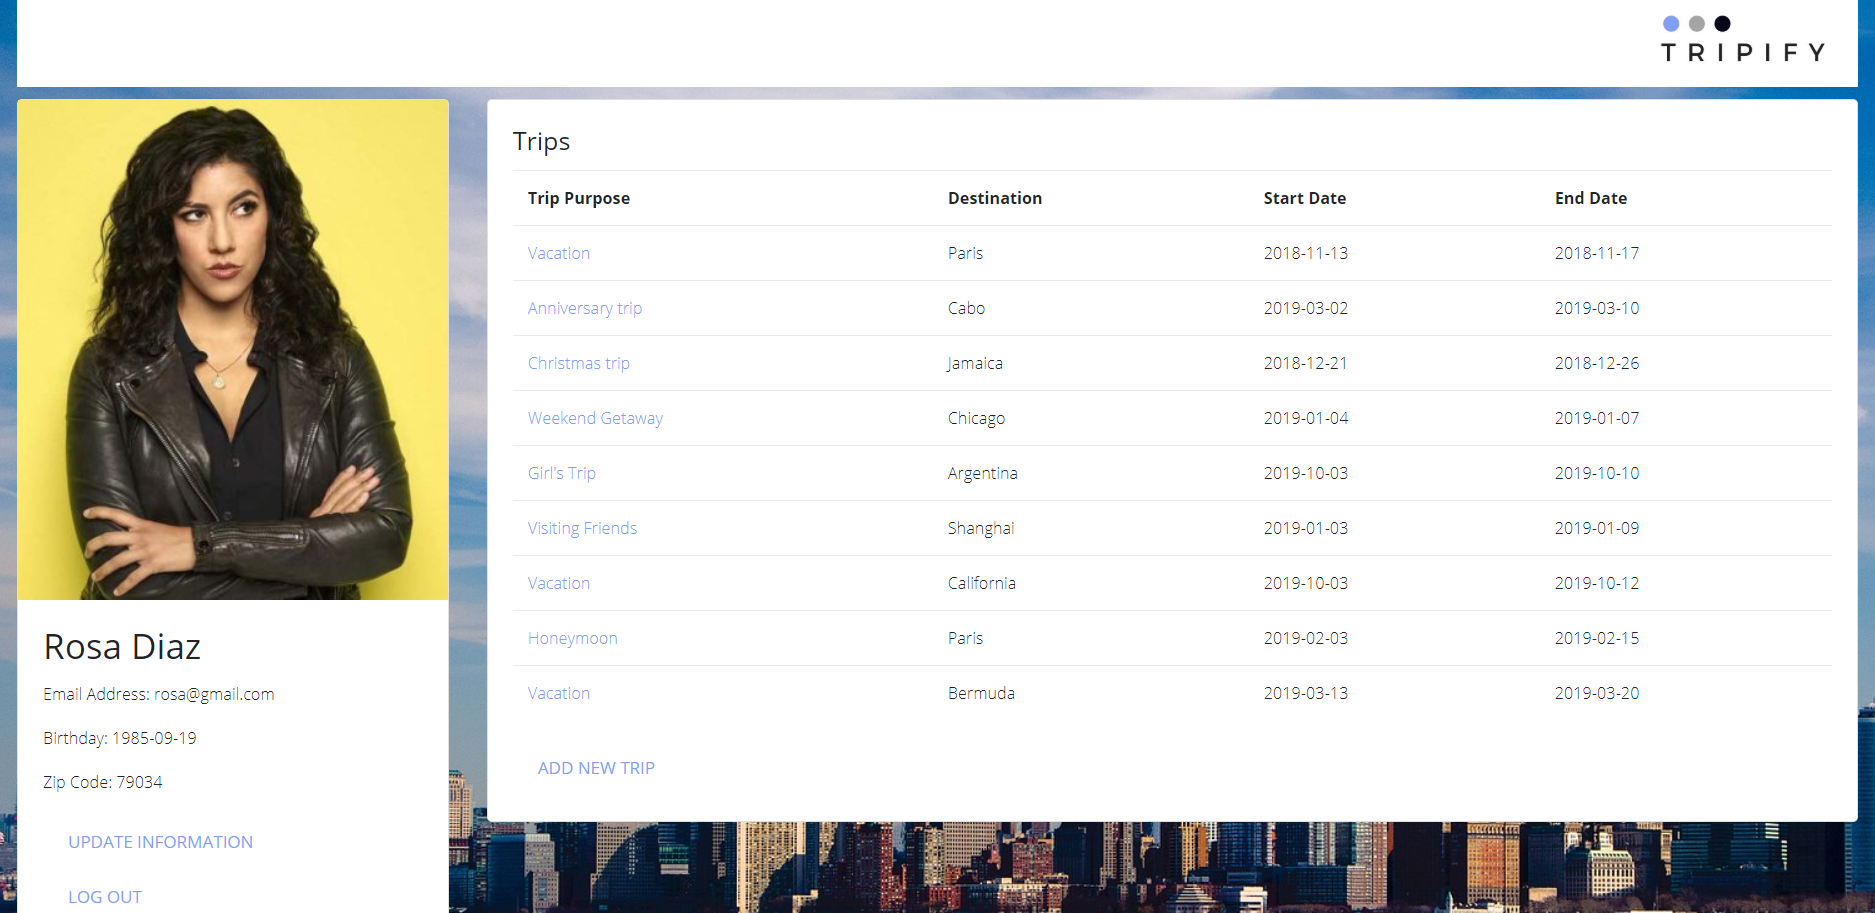 TRIPIFY
Trips
Trip Purpose Destination Start Date End Date
Vacation Paris 2018-11-13 2018-11-17
Anniversary trip Cabo 2019-03-02 2019-03-10
Christmas trip Jamaica 2018-12-21 2018-12-26
Weekend Getaway Chicago 2019-01-04 2019-01-07
Girl's Trip Argentina 2019-10-03 2019-10-10
Visiting Friends Shanghai 2019-01-03 2019-01-09
Vacation California 2019-10-03 2019-10-12
Honeymoon Paris 2019-02-03 2019-02-15
Vacation Bermuda 2019-03-13 2019-03-20
ADD NEW TRIP
Rosa Diaz
Email Address: rosa@gmail.com
Birthday: 1985-09-19
Zip Code: 79034
UPDATE INFORMATION
LOG OUT